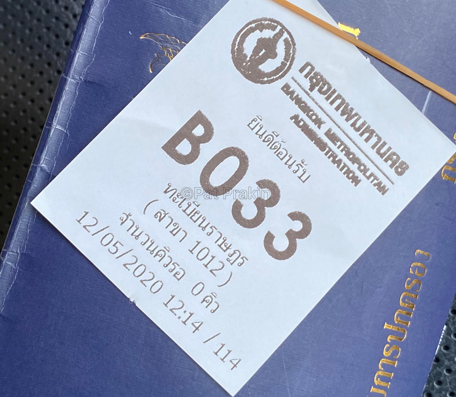 กรุงเทพมหานคร
BANGKOK METROPOLITAN
ADMINISTRATION
ยินดีต้อนรับ
B033
ทะเบียนราษฎร
( สาขา 1012 )
จำนวนคิวรอ 0 คิว
12/05/2020 12:14 /114
©Pat Prakin